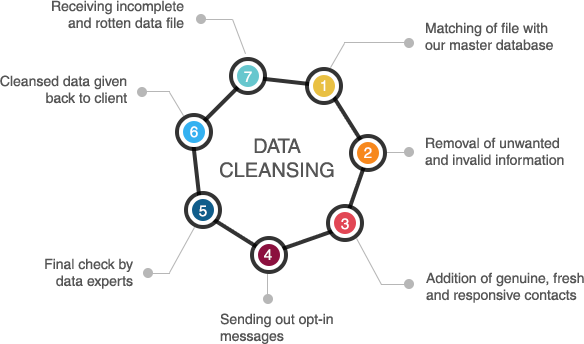 Receiving incomplete
and rotten data file
Matching of file with
our master database
7
1
Cleansed data given
back to client
6
DATA
CLEANSING
2
Removal of unwanted
and invalid information
5
3
4
Final check by
data experts
Addition of genuine, fresh
and responsive contacts
Sending out opt-in
messages